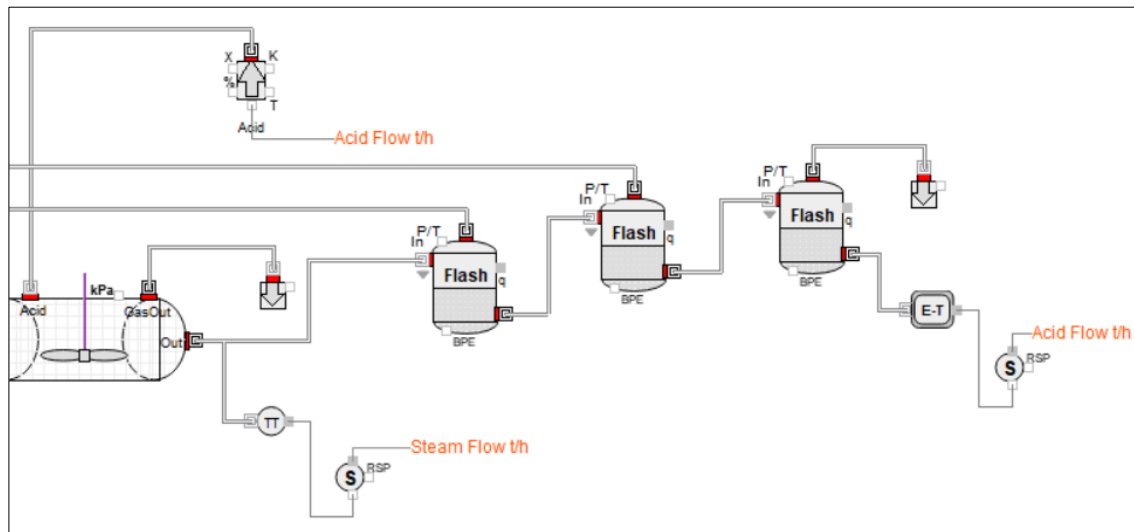 X K
% T
Acid
Acid Flow t/h
P/T
In
Flash
q
BPE
P/T
In
Flash
q
BPE
P/T
In
Flash
q
BPE
kPa
Acid
GasOut
Out
E-T
Acid Flow t/h
S
RSP
TT
Steam Flow t/h
S
RSP